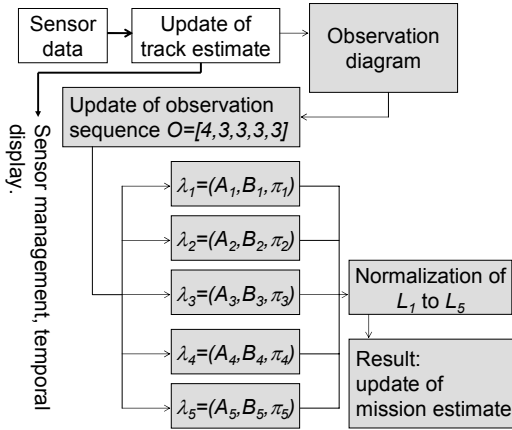 Sensor
data
Update of
track estimate
Observation
diagram
Update of observation
sequence O=[4,3,3,3,3]
Sensor management, temporal
display.
λ1=(A1,B1,π1)
λ2=(A2,B2,π2)
λ3=(A3,B3,π3)
λ4=(A4,B4,π4)
λ5=(A5,B5,π5)
Normalization of
L1 to L5
Result:
update of
mission estimate